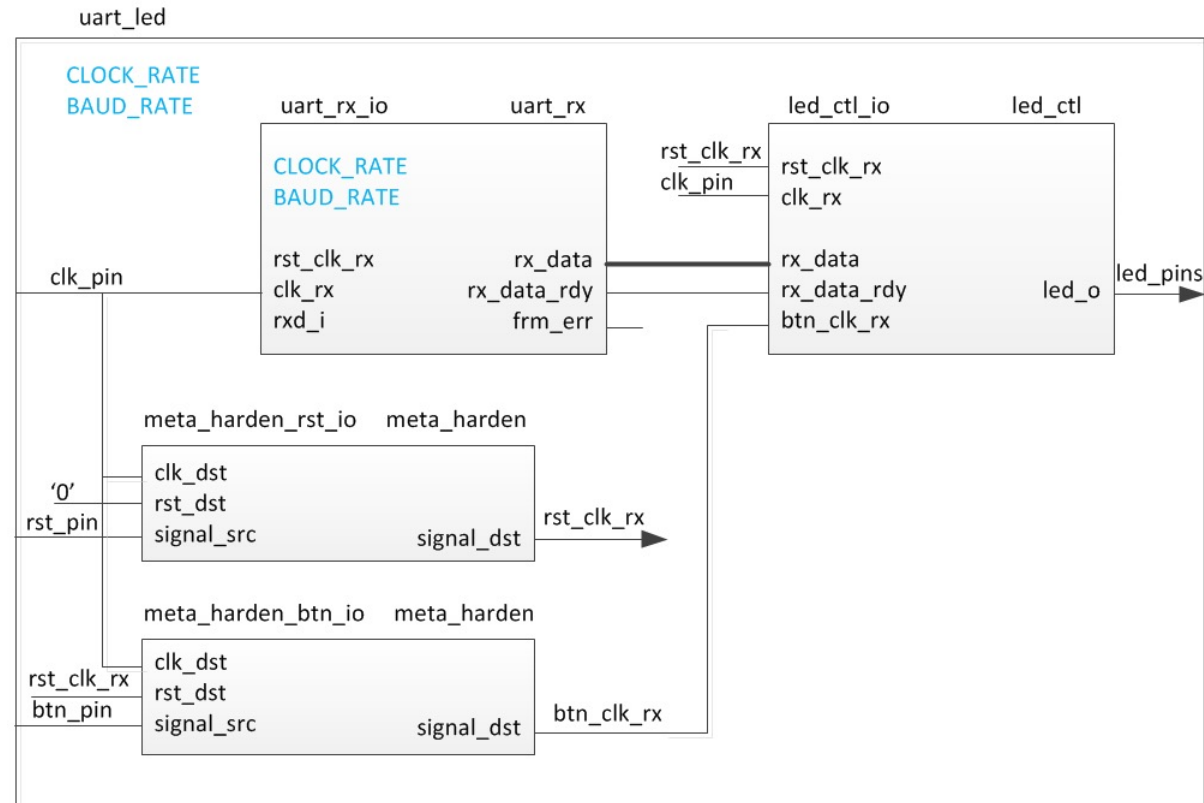 uart_led
CLOCK_RATE
BAUD_RATE
uart_rx_io uart_rx
CLOCK_RATE
BAUD_RATE
rst_clk_rx
clk_rx
rxd_i
rx_data
rx_data_rdy
frm_err
clk_pin
led_ctl_io led_ctl
rst_clk_rx
clk_pin
rst_clk_rx
clk_rx
rx_data
rx_data_rdy
btn_clk_rx
led_o
led_pins
meta_harden_rst_io meta_harden
‘0’
rst_pin
clk_dst
rst_dst
signal_src
signal_dst
rst_clk_rx
meta_harden_btn_io meta_harden
rst_clk_rx
btn_pin
clk_dst
rst_dst
signal_src
signal_dst
btn_clk_rx